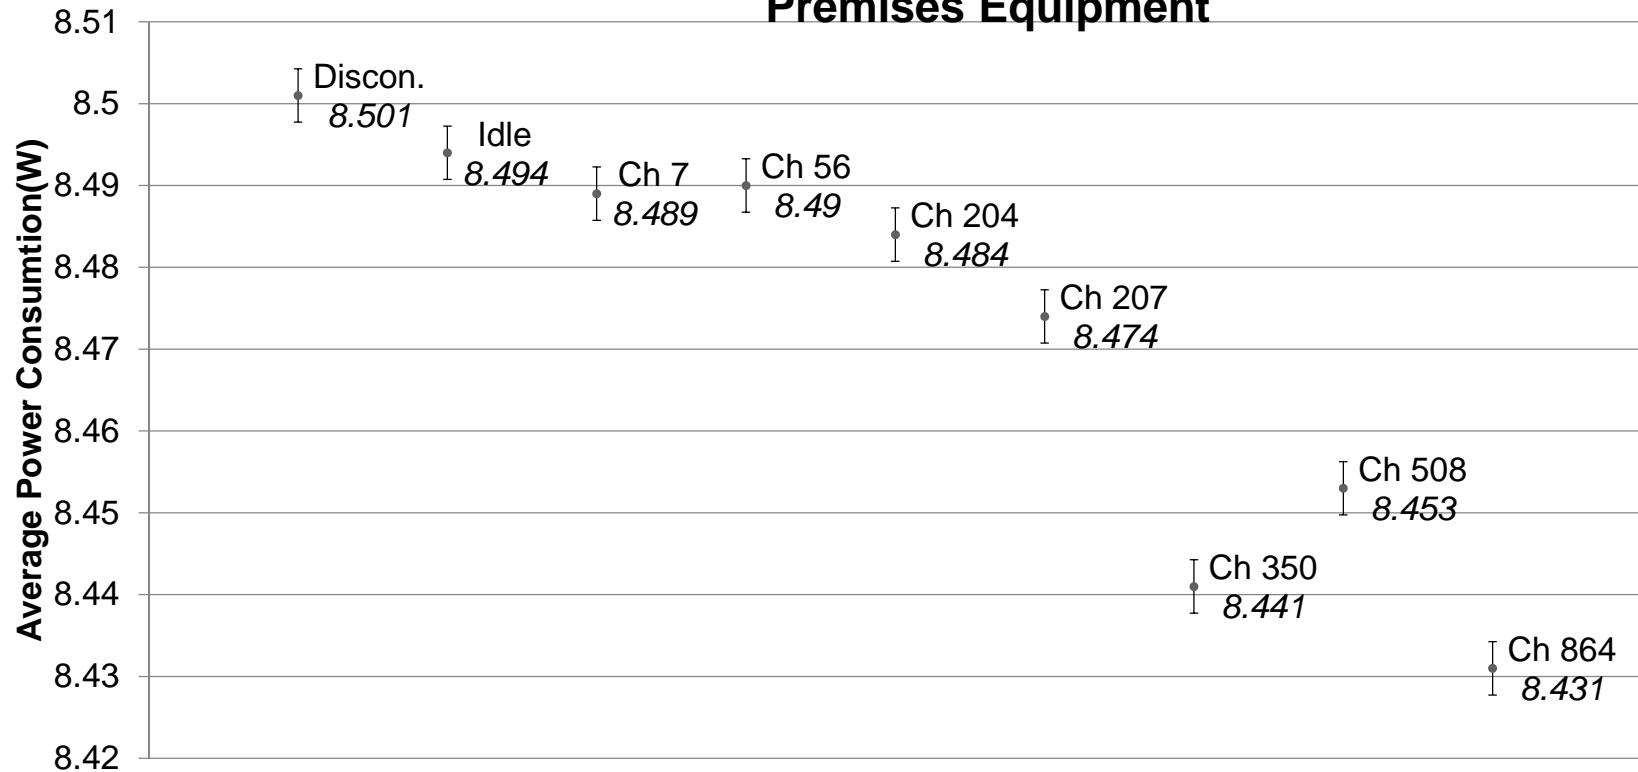 Premises Equipment
Average Power Consumtion(W)
8.51
8.5
8.49
8.48
8.47
8.46
8.45
8.44
8.43
8.42
Discon.
8.501
Idle
8.494
Ch 7
8.489
Ch 56
8.49
Ch 204
8.484
Ch 207
8.474
Ch 350
8.441
Ch 508
8.453
Ch 864
8.431